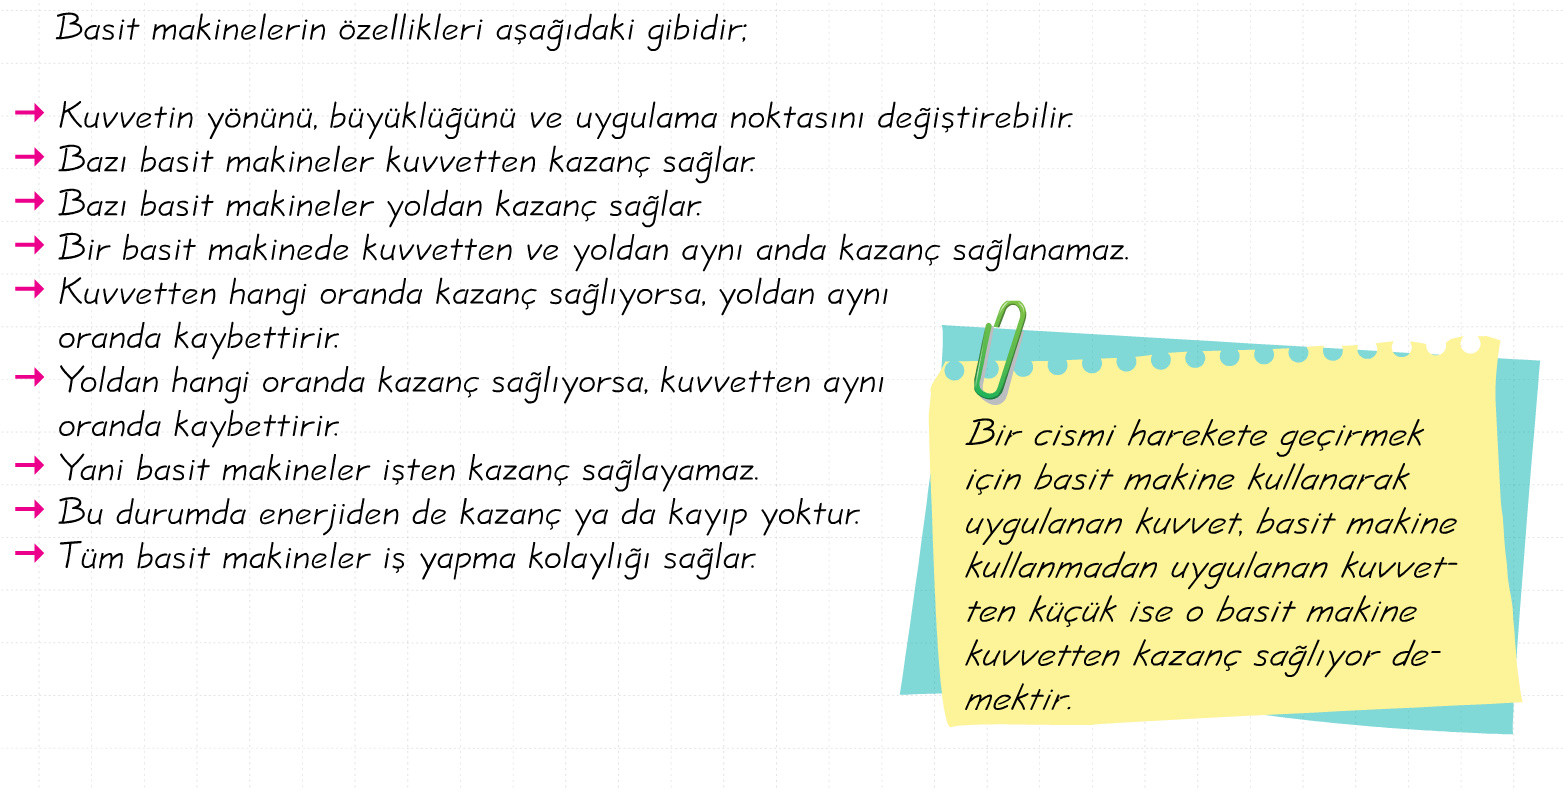 Basit makinelerin özellikleri aşağıdaki gibidir;
→ Kuvvetin yönünü, büyüklüğünü ve uygulama noktasını değiştirebilir.
→ Bazı basit makineler kuvvetten kazanç sağlar.
→ Bazı basit makineler yoldan kazanç sağlar.
→ Bir basit makinede kuvvetten ve yoldan aynı anda kazanç sağlanamaz.
→ Kuvvetten hangi oranda kazanç sağlıyorsa, yoldan aynı
oranda kaybettirir.
→ Yoldan hangi oranda kazanç sağlıyorsa, kuvvetten aynı
oranda kaybettirir.
→ Yani basit makineler işten kazanç sağlayamaz.
→ Bu durumda enerjiden de kazanç ya da kayıp yoktur.
→ Tüm basit makineler iş yapma kolaylığı sağlar.
Bir cismi harekete geçirmek
için basit makine kullanarak
uygulanan kuvvet, basit makine
kullanmadan uygulanan kuvvet-
ten küçük ise o basit makine
kuvvetten kazanç sağlıyor de-
mektir.